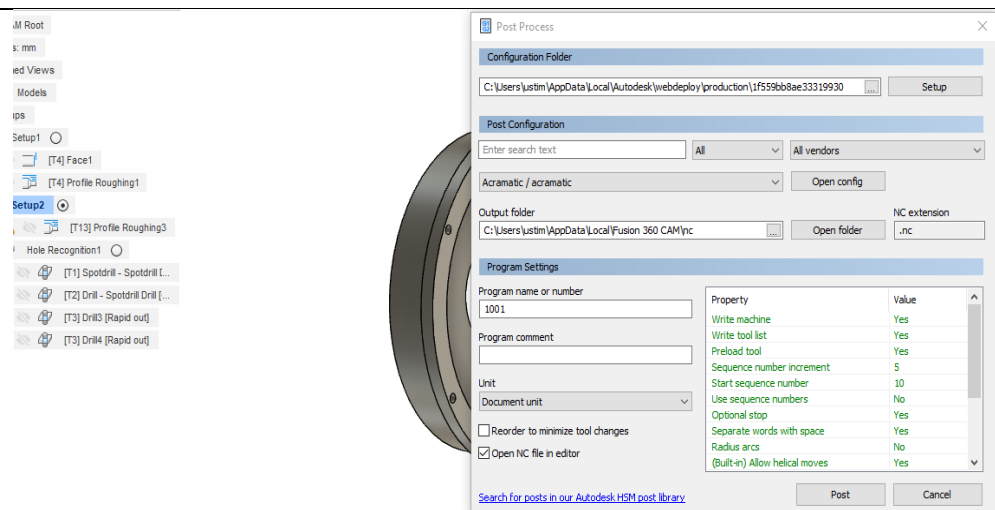 M Root
s: mm
ed Views
Models
ups
Setup1
[T4] Face1
[T4] Profile Roughing1
Setup2
[T13] Profile Roughing3
Hole Recognition1
[T1] Spotdrill - Spotdrill [...
[T2] Drill - Spotdrill Drill [...
[T3] Drill3 [Rapid out]
[T3] Drill4 [Rapid out]
Post Process
Configuration Folder
C:\Users\ustim\AppData\Local\Autodesk\webdeploy\production\1f559bb8ae33319930
...
Setup
Post Configuration
Enter search text
All
All vendors
Acramatic / acramatic
Open config
Output folder
NC extension
C:\Users\ustim\AppData\Local\Fusion 360 CAM\nc
...
Open folder
.nc
Program Settings
Program name or number
1001
Program comment
Unit
Document unit
Reorder to minimize tool changes
Open NC file in editor
Property Value
Write machine Yes
Write tool list Yes
Preload tool Yes
Sequence number increment 5
Start sequence number 10
Use sequence numbers No
Optional stop Yes
Separate words with space Yes
Radius arcs No
(Built-in) Allow helical moves Yes
Search for posts in our Autodesk HSM post library
Post
Cancel